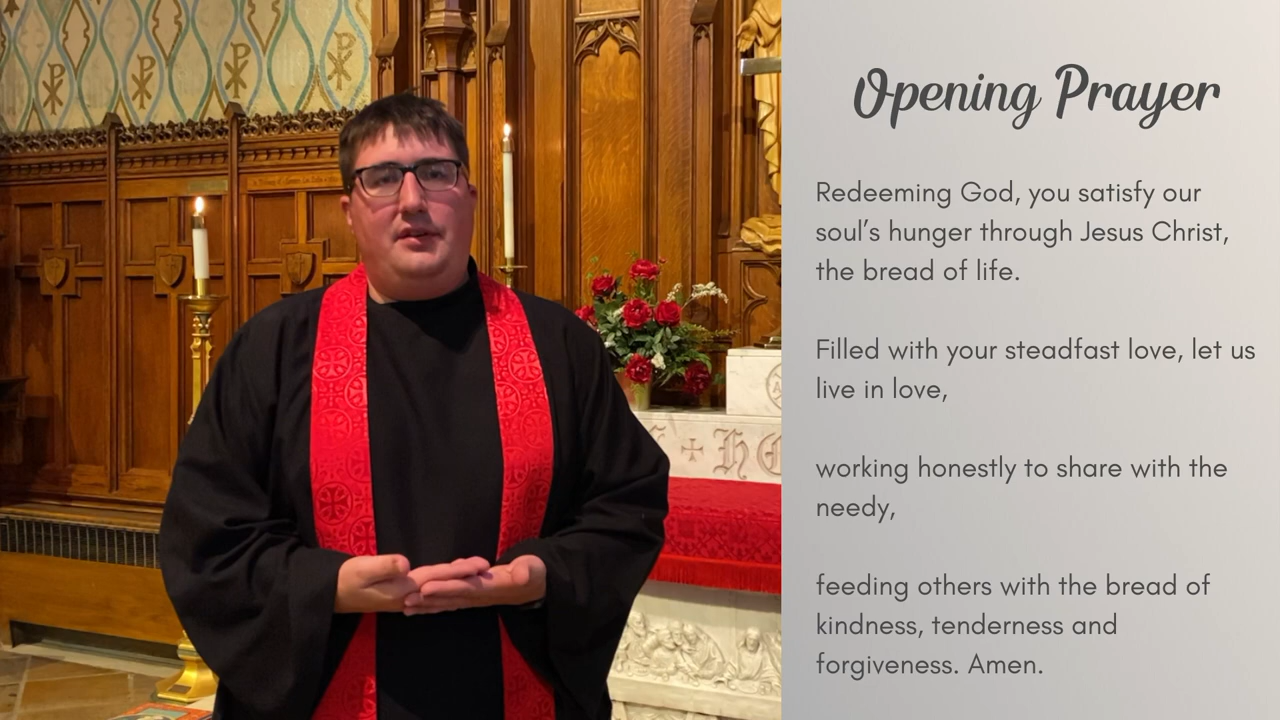 Opening Prayer
Redeeming God, you satisfy our
soul's hunger through Jesus Christ,
the bread of life.
Filled with your steadfast love, let us
live in love,
working honestly to share with the
needy,
feeding others with the bread of
kindness, tenderness and
forgiveness. Amen.